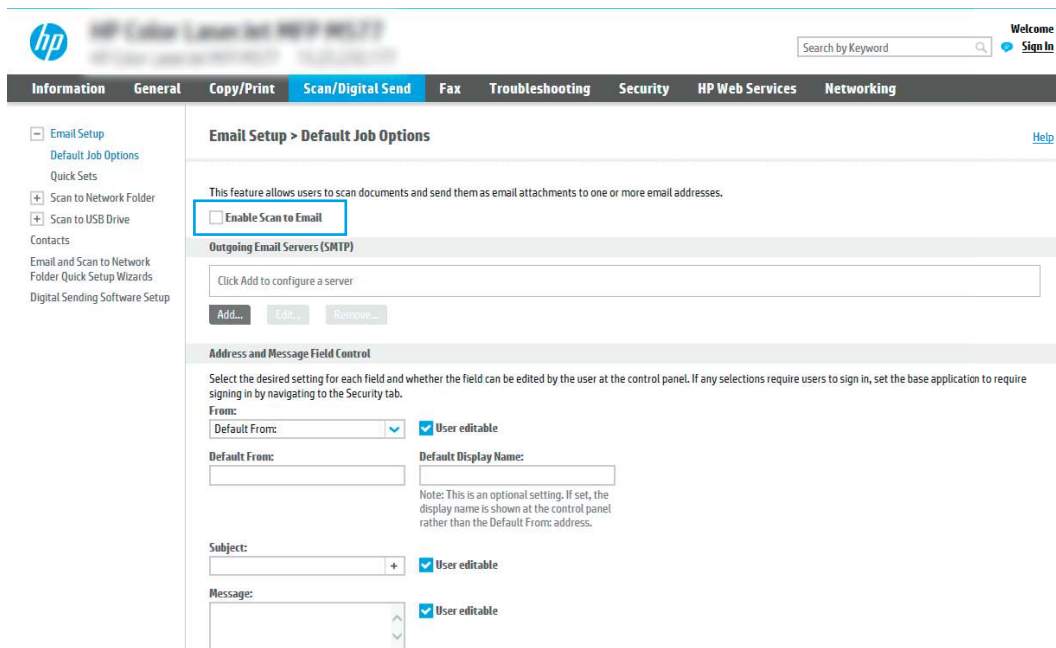 hp
Welcome
Search by Keyword
Sign In
Information General Copy/Print Scan/Digital Send Fax Troubleshooting Security HP Web Services Networking
Email Setup
Default Job Options
Quick Sets
Scan to Network Folder
Scan to USB Drive
Contacts
Email and Scan to Network
Folder Quick Setup Wizards
Digital Sending Software Setup
Email Setup > Default Job Options
Help
This feature allows users to scan documents and send them as email attachments to one or more email addresses.
Enable Scan to Email
Outgoing Email Servers (SMTP)
Click Add to configure a server
Add... Edit... Remove...
Address and Message Field Control
Select the desired setting for each field and whether the field can be edited by the user at the control panel. If any selections require users to sign in, set the base application to require
signing in by navigating to the Security tab.
From:
Default From: User editable
Default From: Default Display Name:
Note: This is an optional setting. If set, the
display name is shown at the control panel
rather than the Default From: address.
Subject:
User editable
Message:
User editable